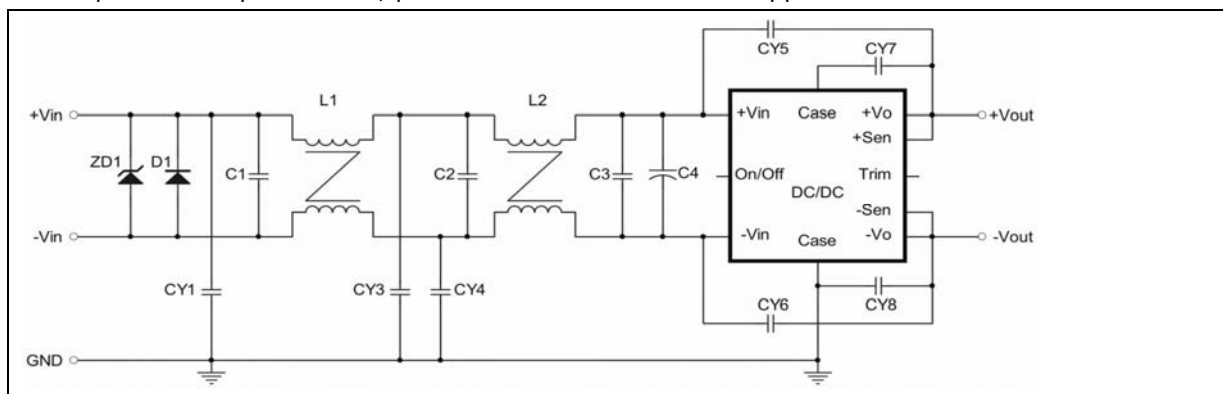 CY5
CY7
L1
L2
+Vin
+Vin
Case
+Vo
+Vout
+Sen
ZD1
D1
C1
C2
C3
C4
On/Off
Trim
DC/DC
-Sen
-Vin
-Vin
Case
-Vo
-Vout
CY1
CY3
CY4
CY6
CY8
GND